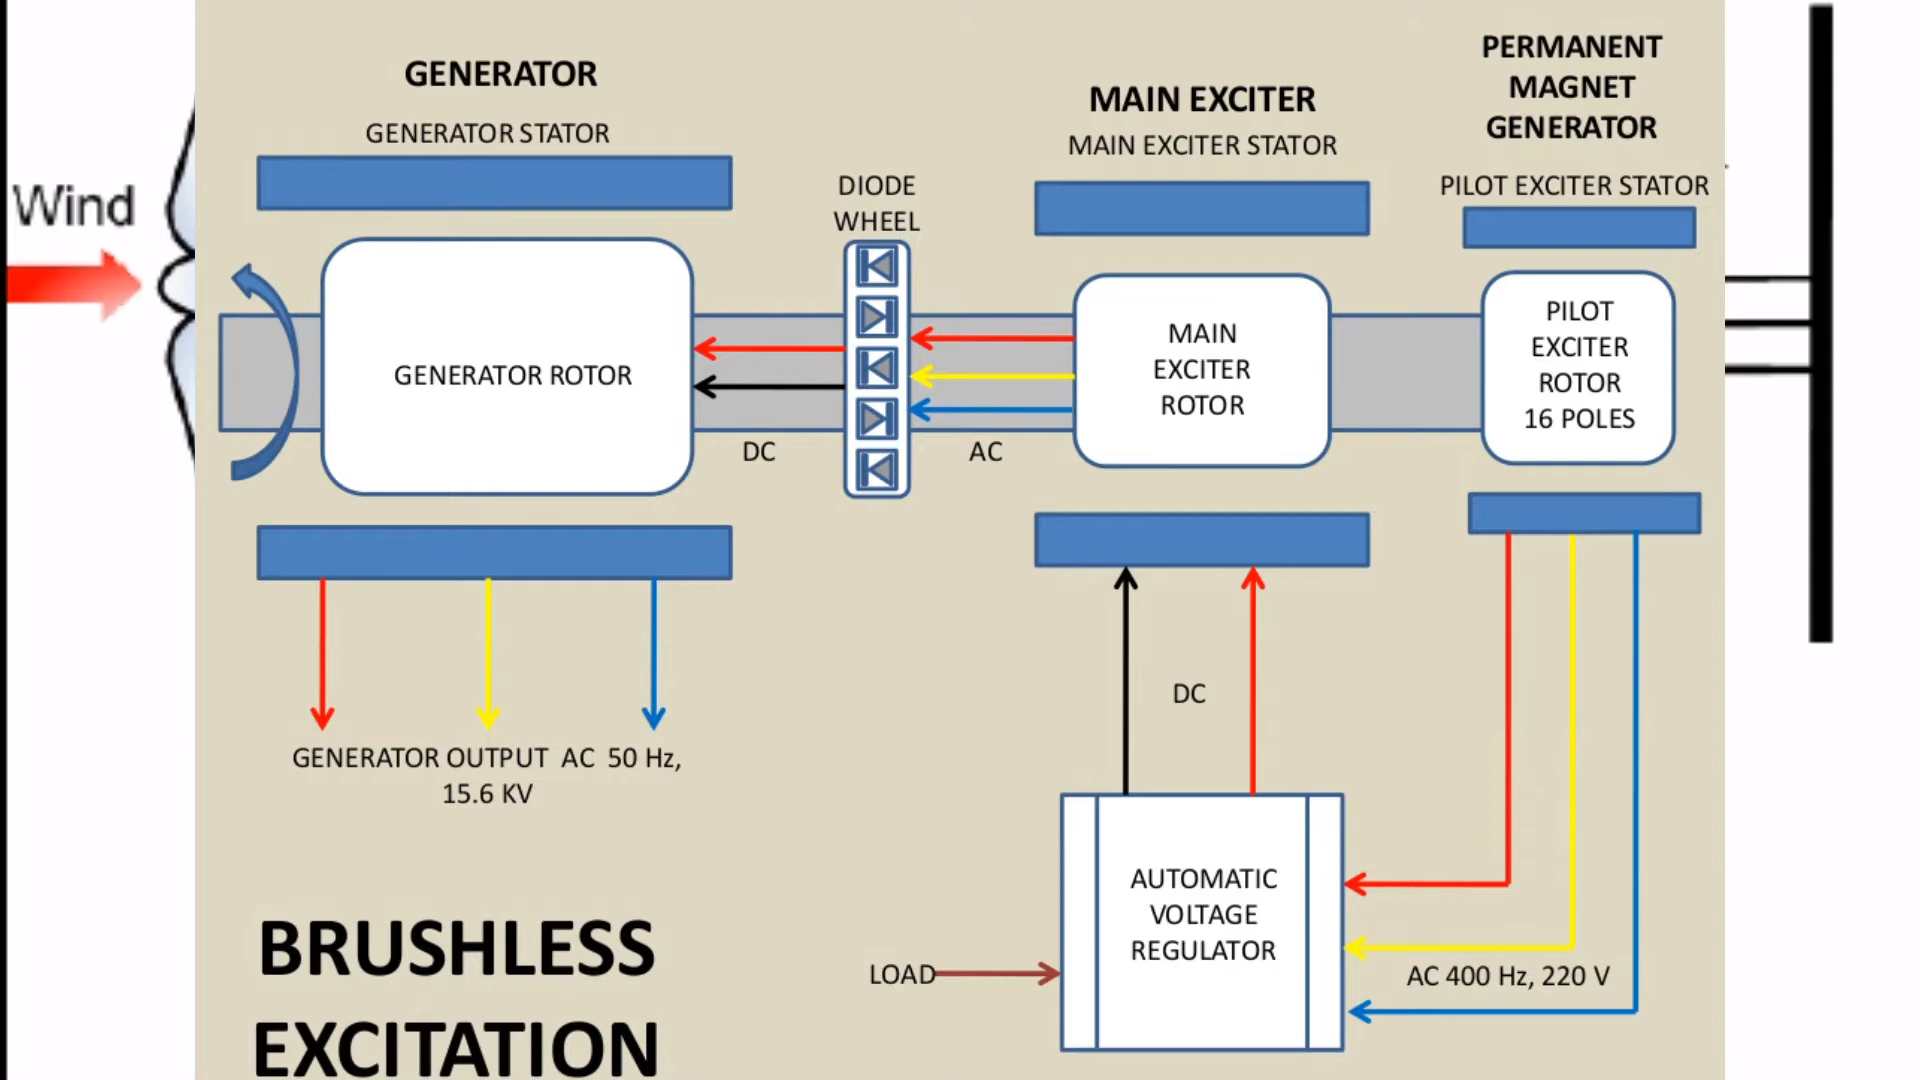 GENERATOR
GENERATOR STATOR
Wind
GENERATOR ROTOR
DIODE
WHEEL
DC
AC
MAIN EXCITER
MAIN EXCITER STATOR
MAIN
EXCITER
ROTOR
PERMANENT
MAGNET
GENERATOR
PILOT EXCITER STATOR
PILOT
EXCITER
ROTOR
16 POLES
GENERATOR OUTPUT AC 50 Hz,
15.6 KV
DC
AUTOMATIC
VOLTAGE
REGULATOR
LOAD
AC 400 Hz, 220 V
BRUSHLESS
EXCITATION